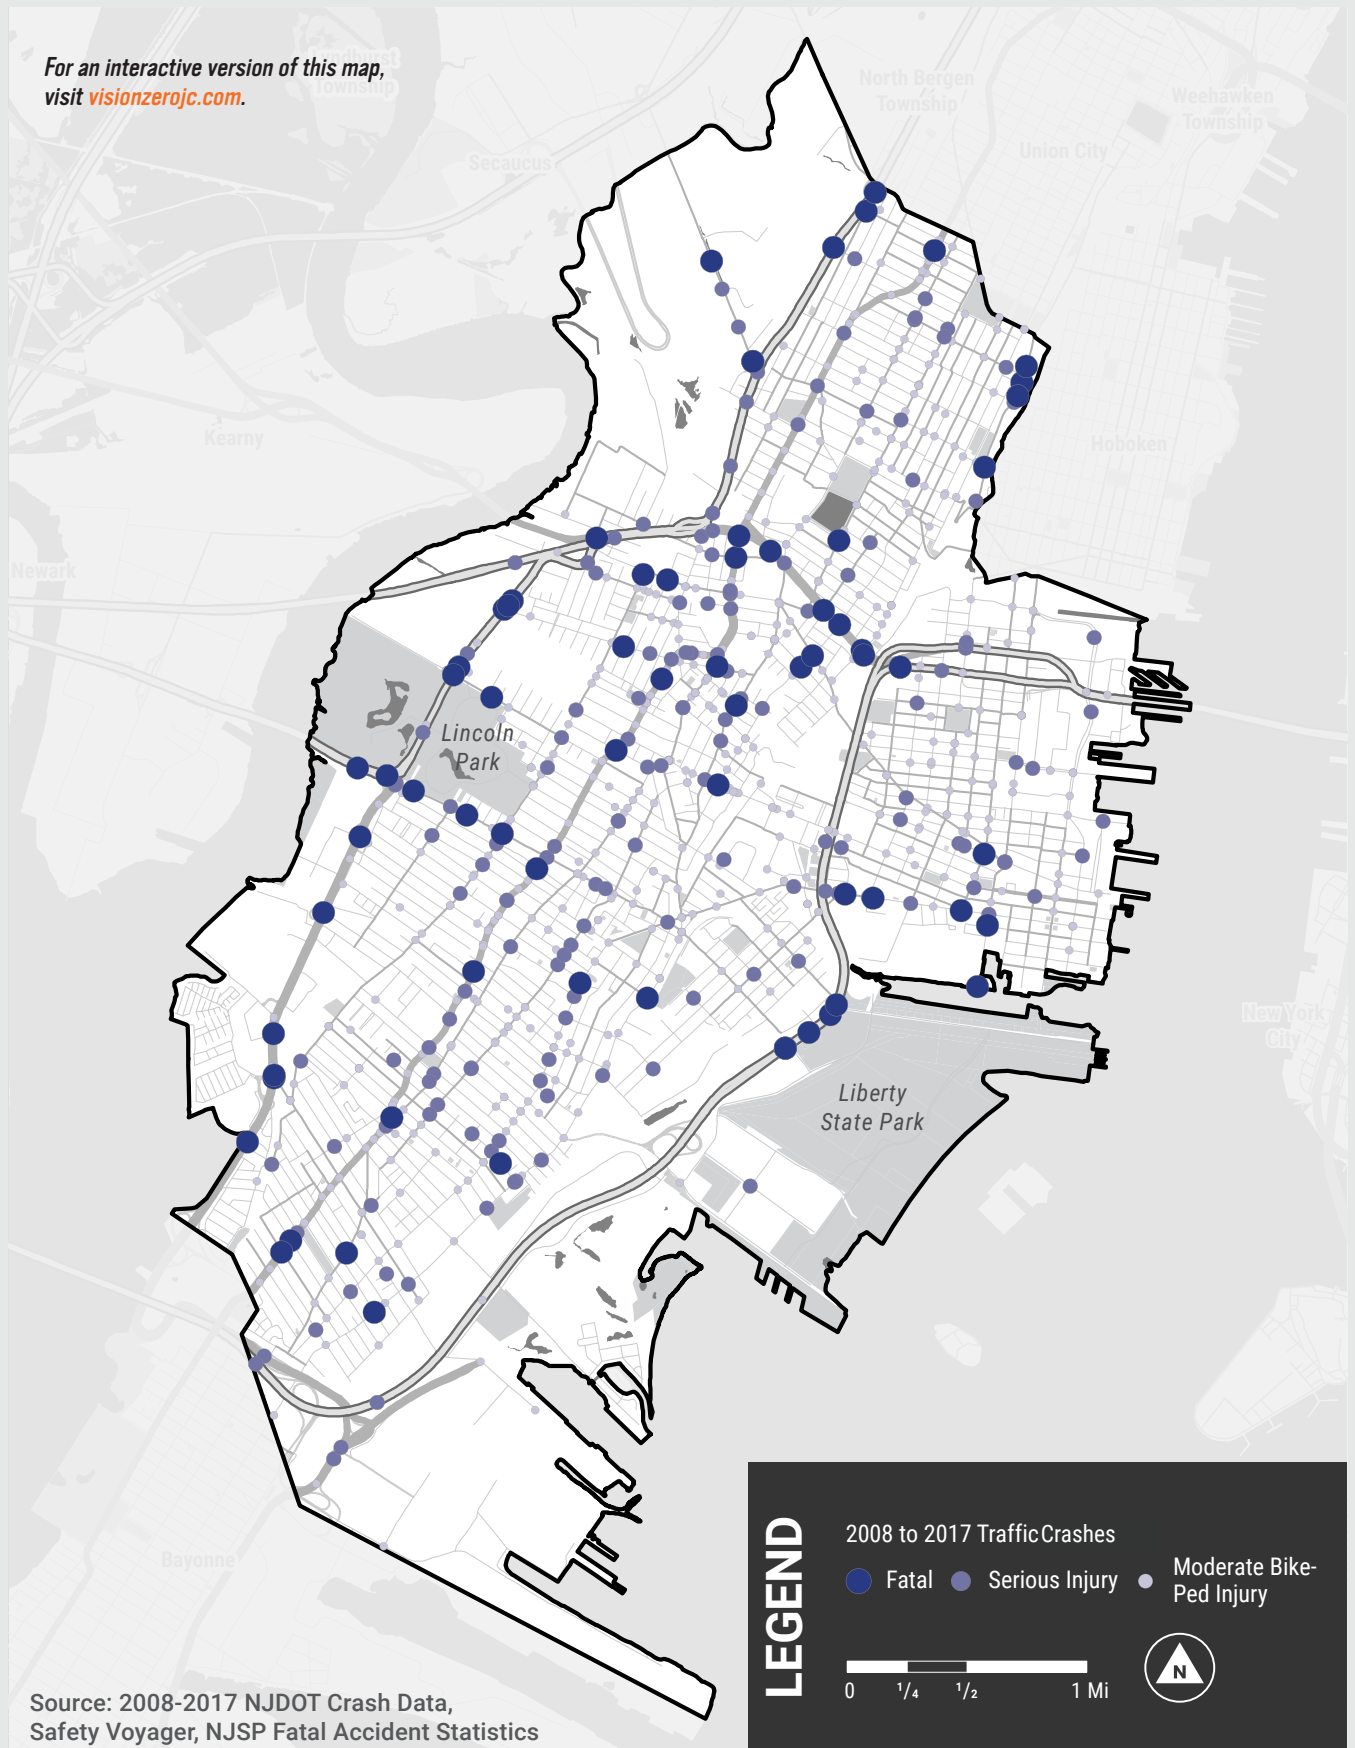 For an interactive version of this map,
visit visionzerojc.com.
Lyndhurst
Township
North Bergen
Township
Weehawken
Township
Union City
Secaucus
Kearny
Hoboken
Newark
Lincoln
Park
New York
City
Liberty
State Park
Bayonne
LEGEND
2008 to 2017 Traffic Crashes
Fatal
Serious Injury
Moderate Bike-
Ped Injury
0 1/4 1/2 1 Mi
N
Source: 2008-2017 NJDOT Crash Data,
Safety Voyager, NJSP Fatal Accident Statistics